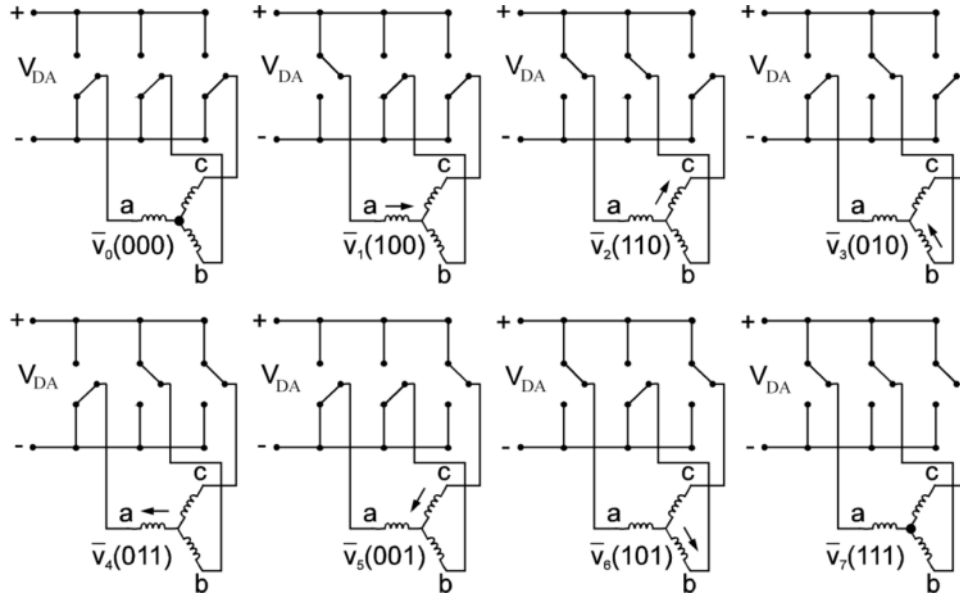 + + + +
V_DA V_DA V_DA V_DA
- - - -
c c c c
a a a a
v̅₀(000) v̅₁(100) v̅₂(110) v̅₃(010)
b b b b
+ + + +
V_DA V_DA V_DA V_DA
- - - -
c c c c
a a a a
v̅₄(011) v̅₅(001) v̅₆(101) v̅₇(111)
b b b b